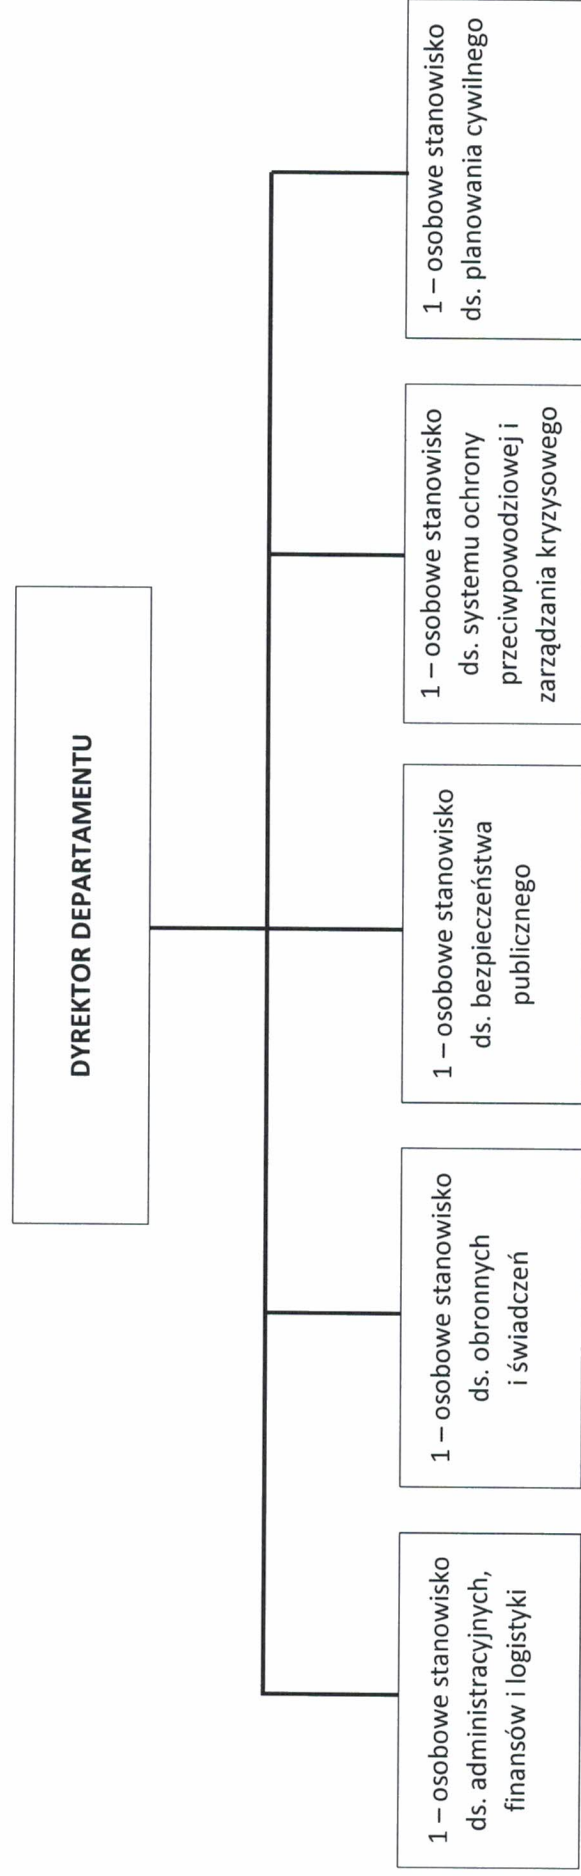 DYREKTOR DEPARTAMENTU
1 – osobowe stanowisko
ds. administracyjnych,
finansów i logistyki
1 – osobowe stanowisko
ds. obronnych
i świadczeń
1 – osobowe stanowisko
ds. bezpieczeństwa
publicznego
1 – osobowe stanowisko
ds. systemu ochrony
przeciwpowodziowej i
zarządzania kryzysowego
1 – osobowe stanowisko
ds. planowania cywilnego